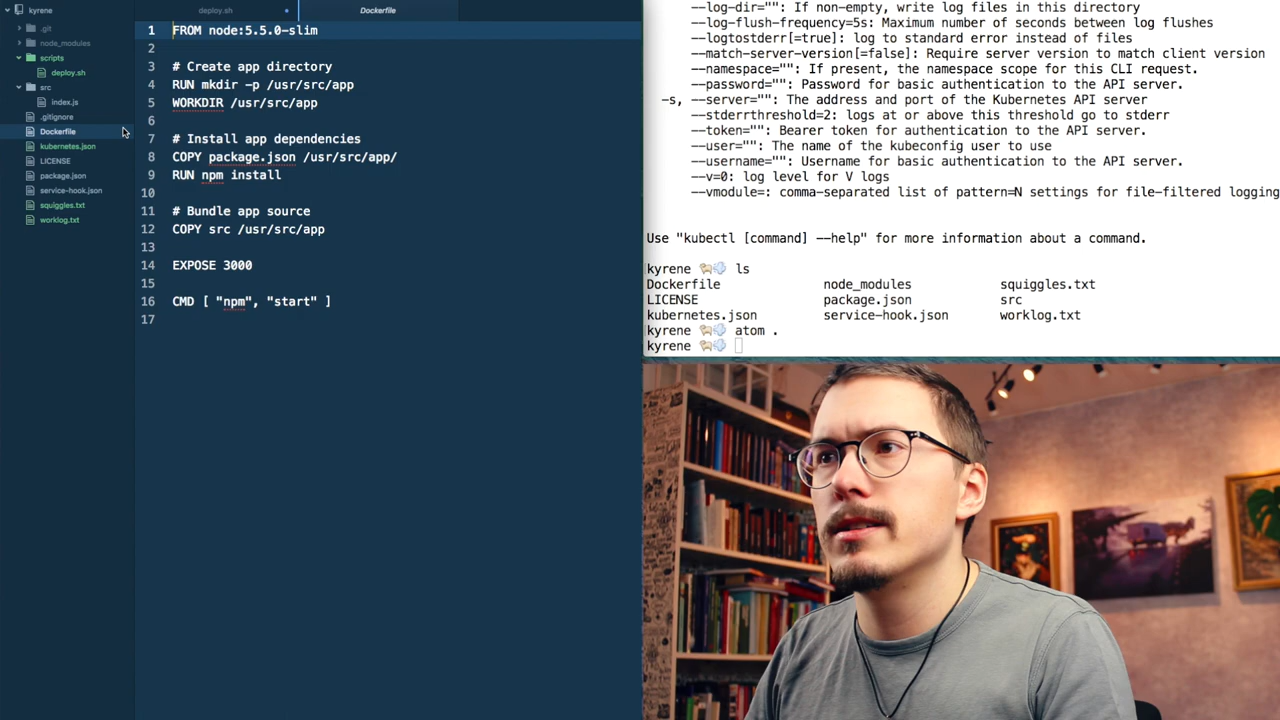 kyrene
.git
node_modules
scripts
deploy.sh
src
index.js
.gitignore
Dockerfile
kubernetes.json
LICENSE
package.json
service-hook.json
squiggles.txt
worklog.txt
deploy.sh
Dockerfile
1 FROM node:5.5.0-slim
2
3 # Create app directory
4 RUN mkdir -p /usr/src/app
5 WORKDIR /usr/src/app
6
7 # Install app dependencies
8 COPY package.json /usr/src/app/
9 RUN npm install
10
11 # Bundle app source
12 COPY src /usr/src/app
13
14 EXPOSE 3000
15
16 CMD [ "npm", "start" ]
17
--log-dir="": If non-empty, write log files in this directory
--log-flush-frequency=5s: Maximum number of seconds between log flushes
--logtostderr[=true]: log to standard error instead of files
--match-server-version[=false]: Require server version to match client version
--namespace="": If present, the namespace scope for this CLI request.
--password="": Password for basic authentication to the API server.
-s, --server="": The address and port of the Kubernetes API server
--stderrthreshold=2: logs at or above this threshold go to stderr
--token="": Bearer token for authentication to the API server.
--user="": The name of the kubeconfig user to use
--username="": Username for basic authentication to the API server.
--v=0: log level for V logs
--vmodule=: comma-separated list of pattern=N settings for file-filtered logging
Use "kubectl [command] --help" for more information about a command.
kyrene 🐑💨 ls
Dockerfile node_modules squiggles.txt
LICENSE package.json src
kubernetes.json service-hook.json worklog.txt
kyrene 🐑💨 atom .
kyrene 🐑💨